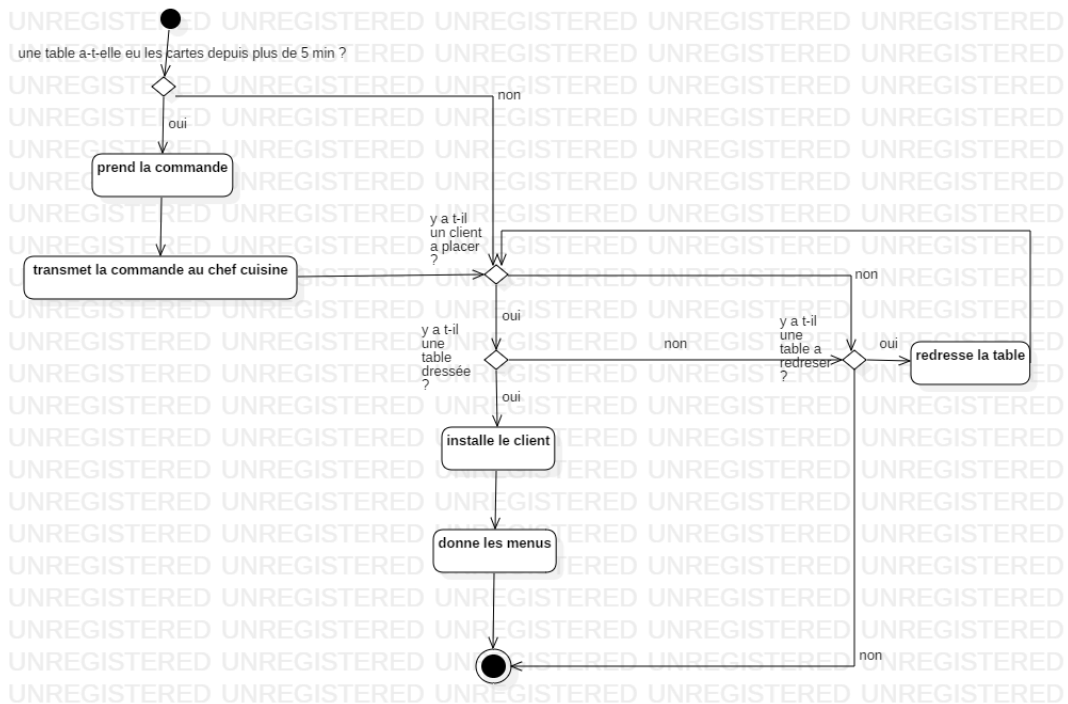 une table a-t-elle eu les cartes depuis plus de 5 min ?
non
oui
prend la commande
y a t-il
un client
a placer
?
transmet la commande au chef cuisine
non
oui
y a t-il
une
table
dressée
?
non
y a t-il
une
table a
redreser
?
oui
redresse la table
oui
installe le client
donne les menus
non
UNREGISTERED